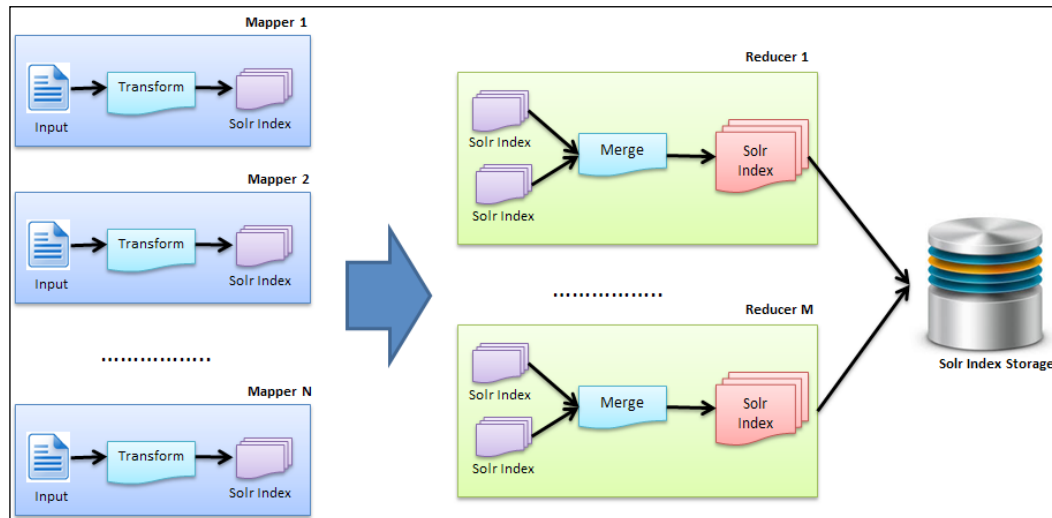 Mapper 1
Input
Transform
Solr Index
Mapper 2
Input
Transform
Solr Index
................
Mapper N
Input
Transform
Solr Index
Reducer 1
Solr Index
Solr Index
Merge
Solr
Index
................
Reducer M
Solr Index
Solr Index
Merge
Solr
Index
Solr Index Storage